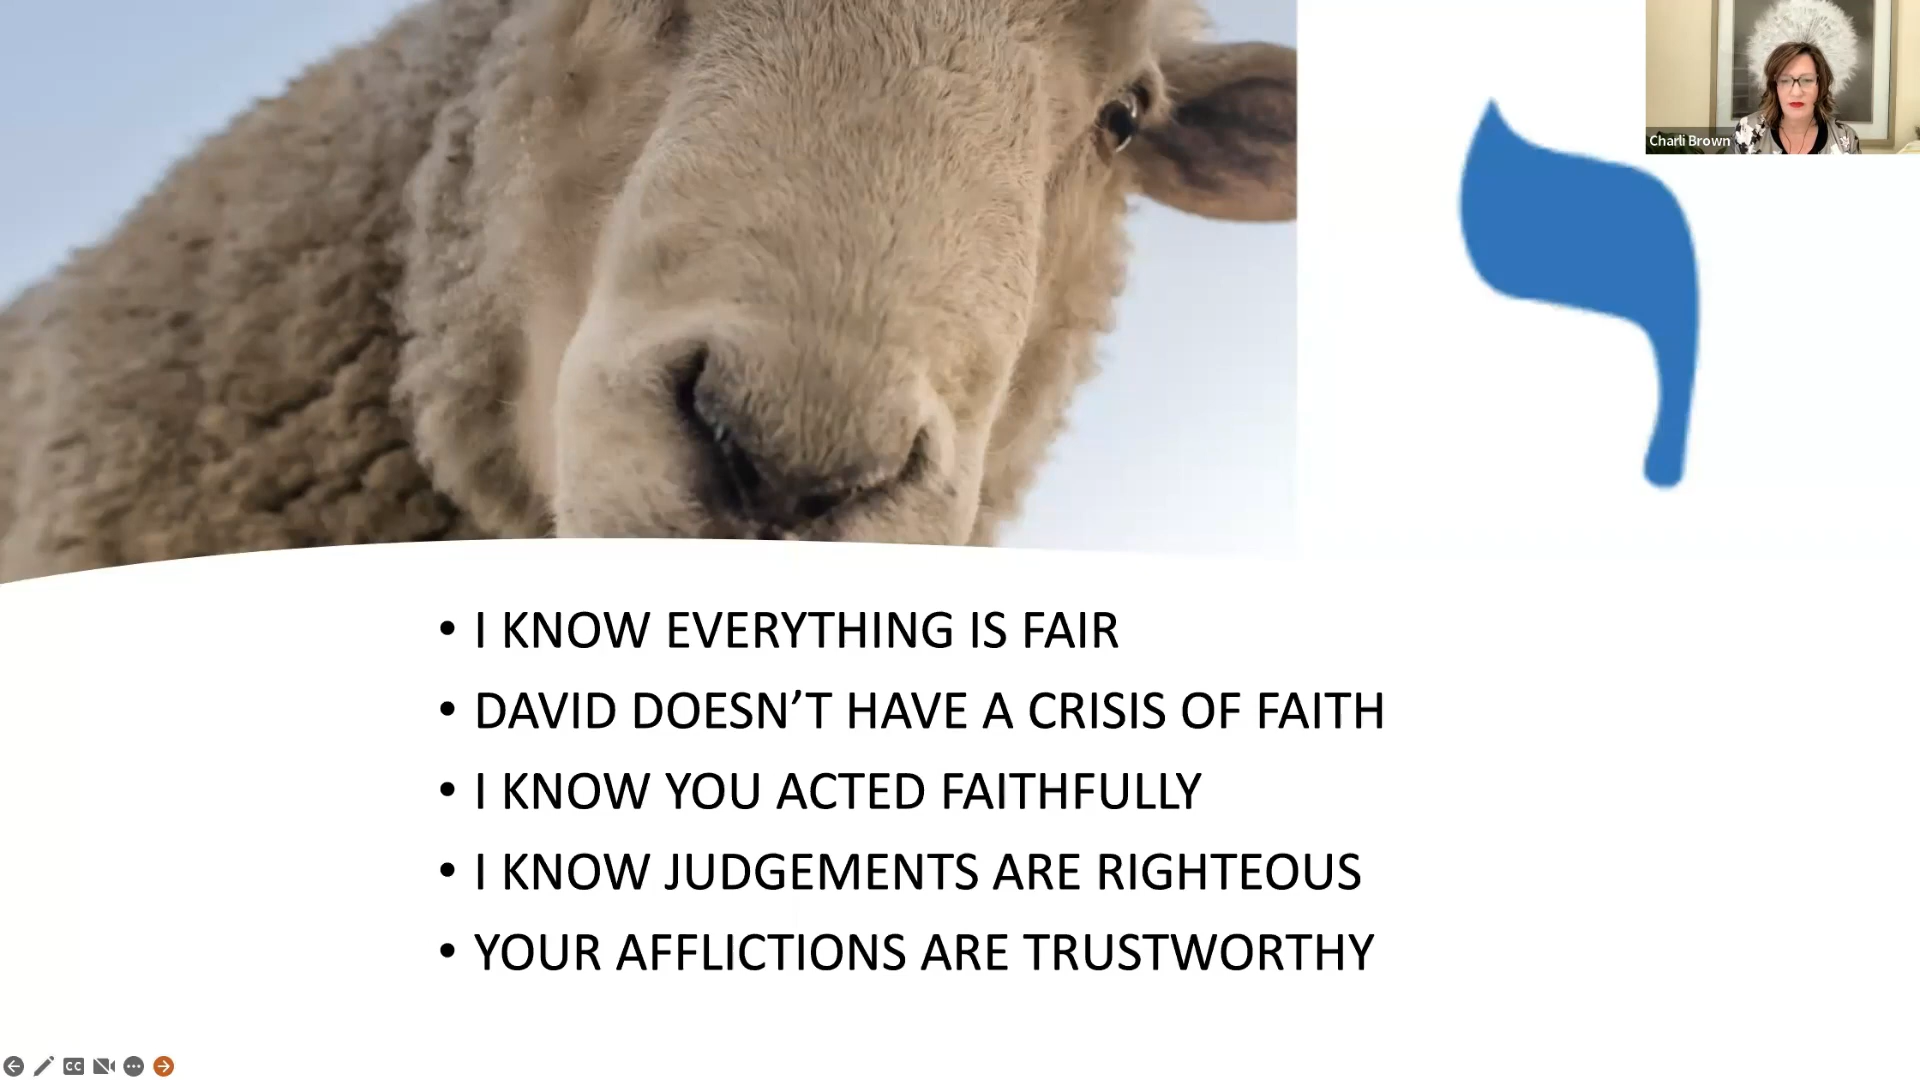 Charli Brown
י
• I KNOW EVERYTHING IS FAIR
• DAVID DOESN’T HAVE A CRISIS OF FAITH
• I KNOW YOU ACTED FAITHFULLY
• I KNOW JUDGEMENTS ARE RIGHTEOUS
• YOUR AFFLICTIONS ARE TRUSTWORTHY
CC